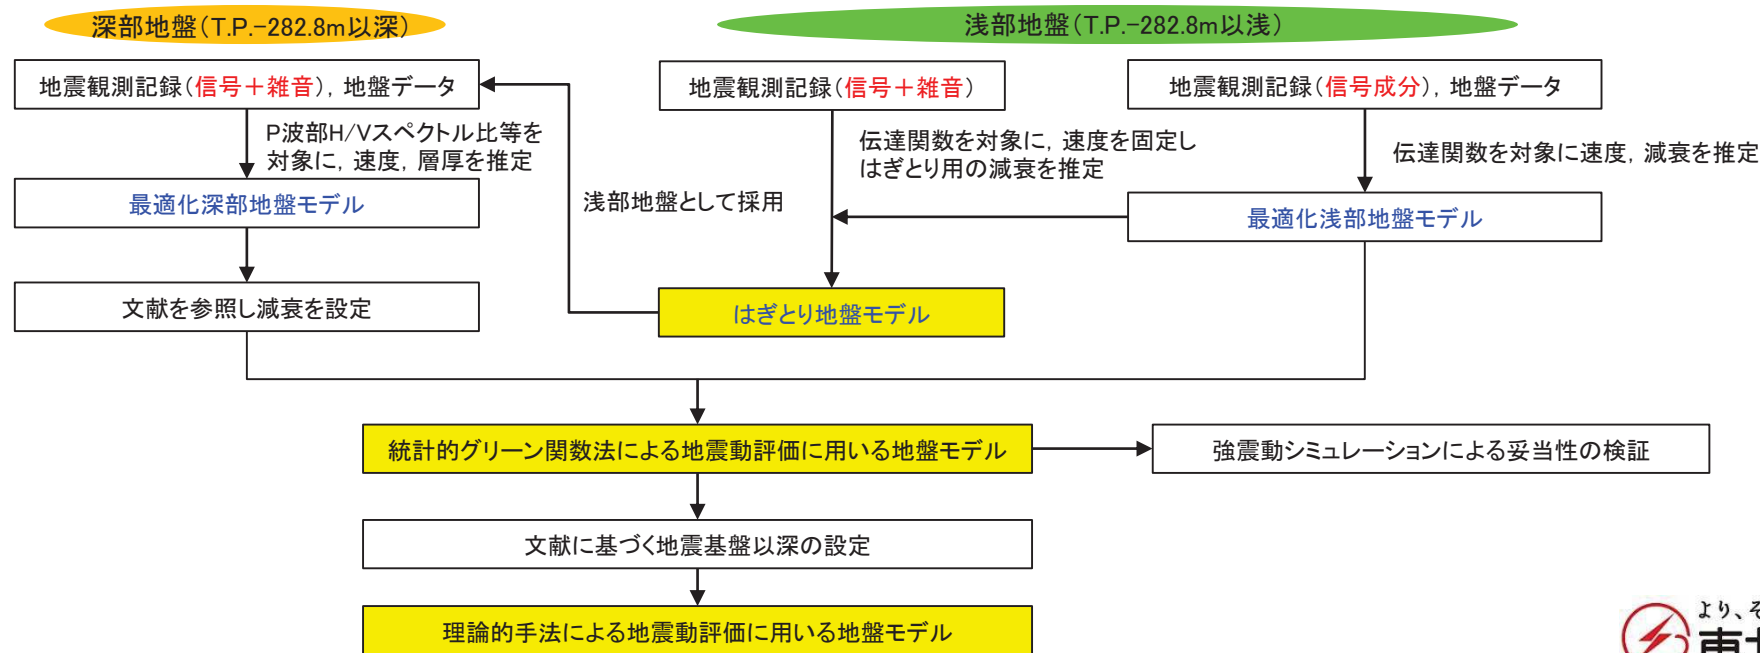 深部地盤（T.P.-282.8m以深）
浅部地盤（T.P.-282.8m以浅）
地震観測記録（信号＋雑音），地盤データ
地震観測記録（信号＋雑音）
地震観測記録（信号成分），地盤データ
P波部H/Vスペクトル比等を
対象に，速度，層厚を推定
伝達関数を対象に，速度を固定し
はぎとり用の減衰を推定
伝達関数を対象に速度，減衰を推定
最適化深部地盤モデル
浅部地盤として採用
最適化浅部地盤モデル
文献を参照し減衰を設定
はぎとり地盤モデル
統計的グリーン関数法による地震動評価に用いる地盤モデル
強震動シミュレーションによる妥当性の検証
文献に基づく地震基盤以深の設定
理論的手法による地震動評価に用いる地盤モデル
より、そ